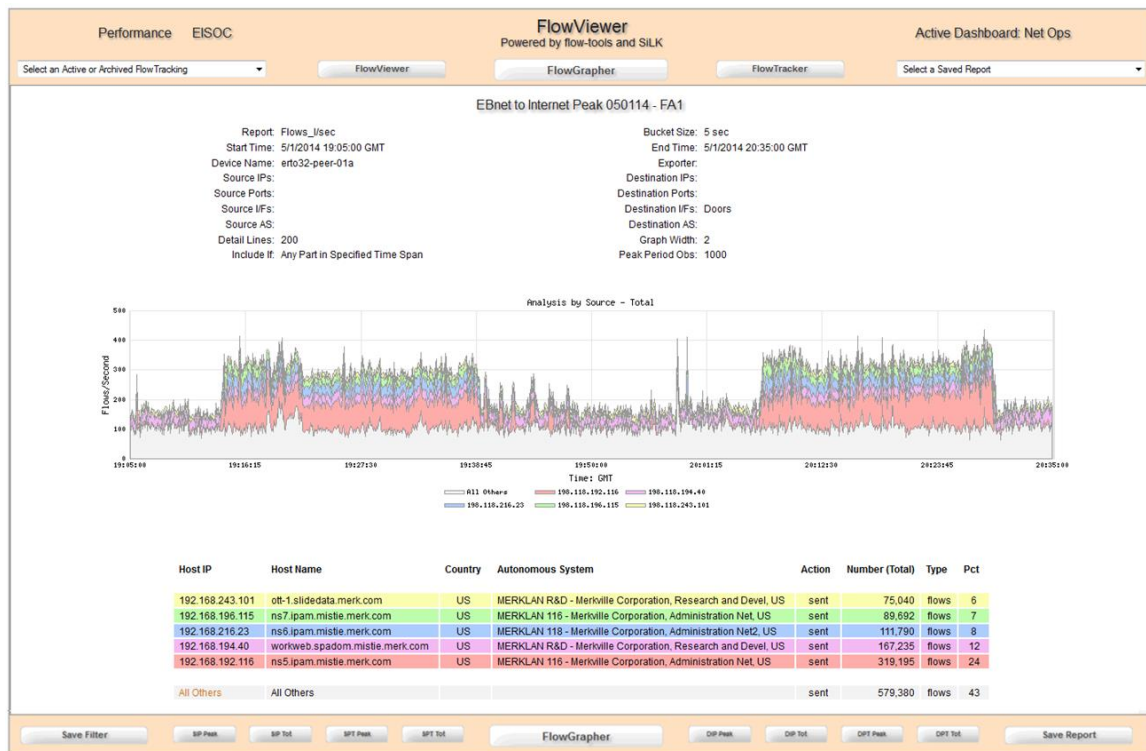 Performance EISOC FlowViewer Active Dashboard: Net Ops
Powered by flow-tools and SiLK
Select an Active or Archived FlowTracking FlowViewer FlowGrapher FlowTracker Select a Saved Report
EBnet to Internet Peak 050114 - FA1
Report: Flows_I/sec Bucket Size: 5 sec
Start Time: 5/1/2014 19:05:00 GMT End Time: 5/1/2014 20:35:00 GMT
Device Name: erto32-peer-01a Exporter:
Source IPs: Destination IPs:
Source Ports: Destination Ports:
Source I/Fs: Destination I/Fs: Doors
Source AS: Destination AS:
Detail Lines: 200 Graph Width: 2
Include If: Any Part in Specified Time Span Peak Period Obs: 1000
Analysis by Source - Total
500
400
300
200
100
0
Flows/Second
19:05:00 19:16:15 19:27:30 19:38:45 19:50:00 20:01:15 20:12:30 20:23:45 20:35:00
Time: GMT
All Others 198.118.192.116 198.118.194.40
198.118.216.23 198.118.196.115 198.118.243.101
Host IP Host Name Country Autonomous System Action Number (Total) Type Pct
192.168.243.101 ott-1.slidedata.merk.com US MERKLAN R&D - Merkville Corporation, Research and Devel, US sent 75,040 flows 6
192.168.196.115 ns7.ipam.mistie.merk.com US MERKLAN 116 - Merkville Corporation, Administration Net, US sent 89,692 flows 7
192.168.216.23 ns6.ipam.mistie.merk.com US MERKLAN 118 - Merkville Corporation, Administration Net2, US sent 111,790 flows 8
192.168.194.40 workweb.spadom.mistie.merk.com US MERKLAN R&D - Merkville Corporation, Research and Devel, US sent 167,235 flows 12
192.168.192.116 ns5.ipam.mistie.merk.com US MERKLAN 116 - Merkville Corporation, Administration Net, US sent 319,195 flows 24
All Others All Others sent 579,380 flows 43
Save Filter SIP Peak SIP Tot SPT Peak SPT Tot FlowGrapher DIP Peak DIP Tot DPT Peak DPT Tot Save Report